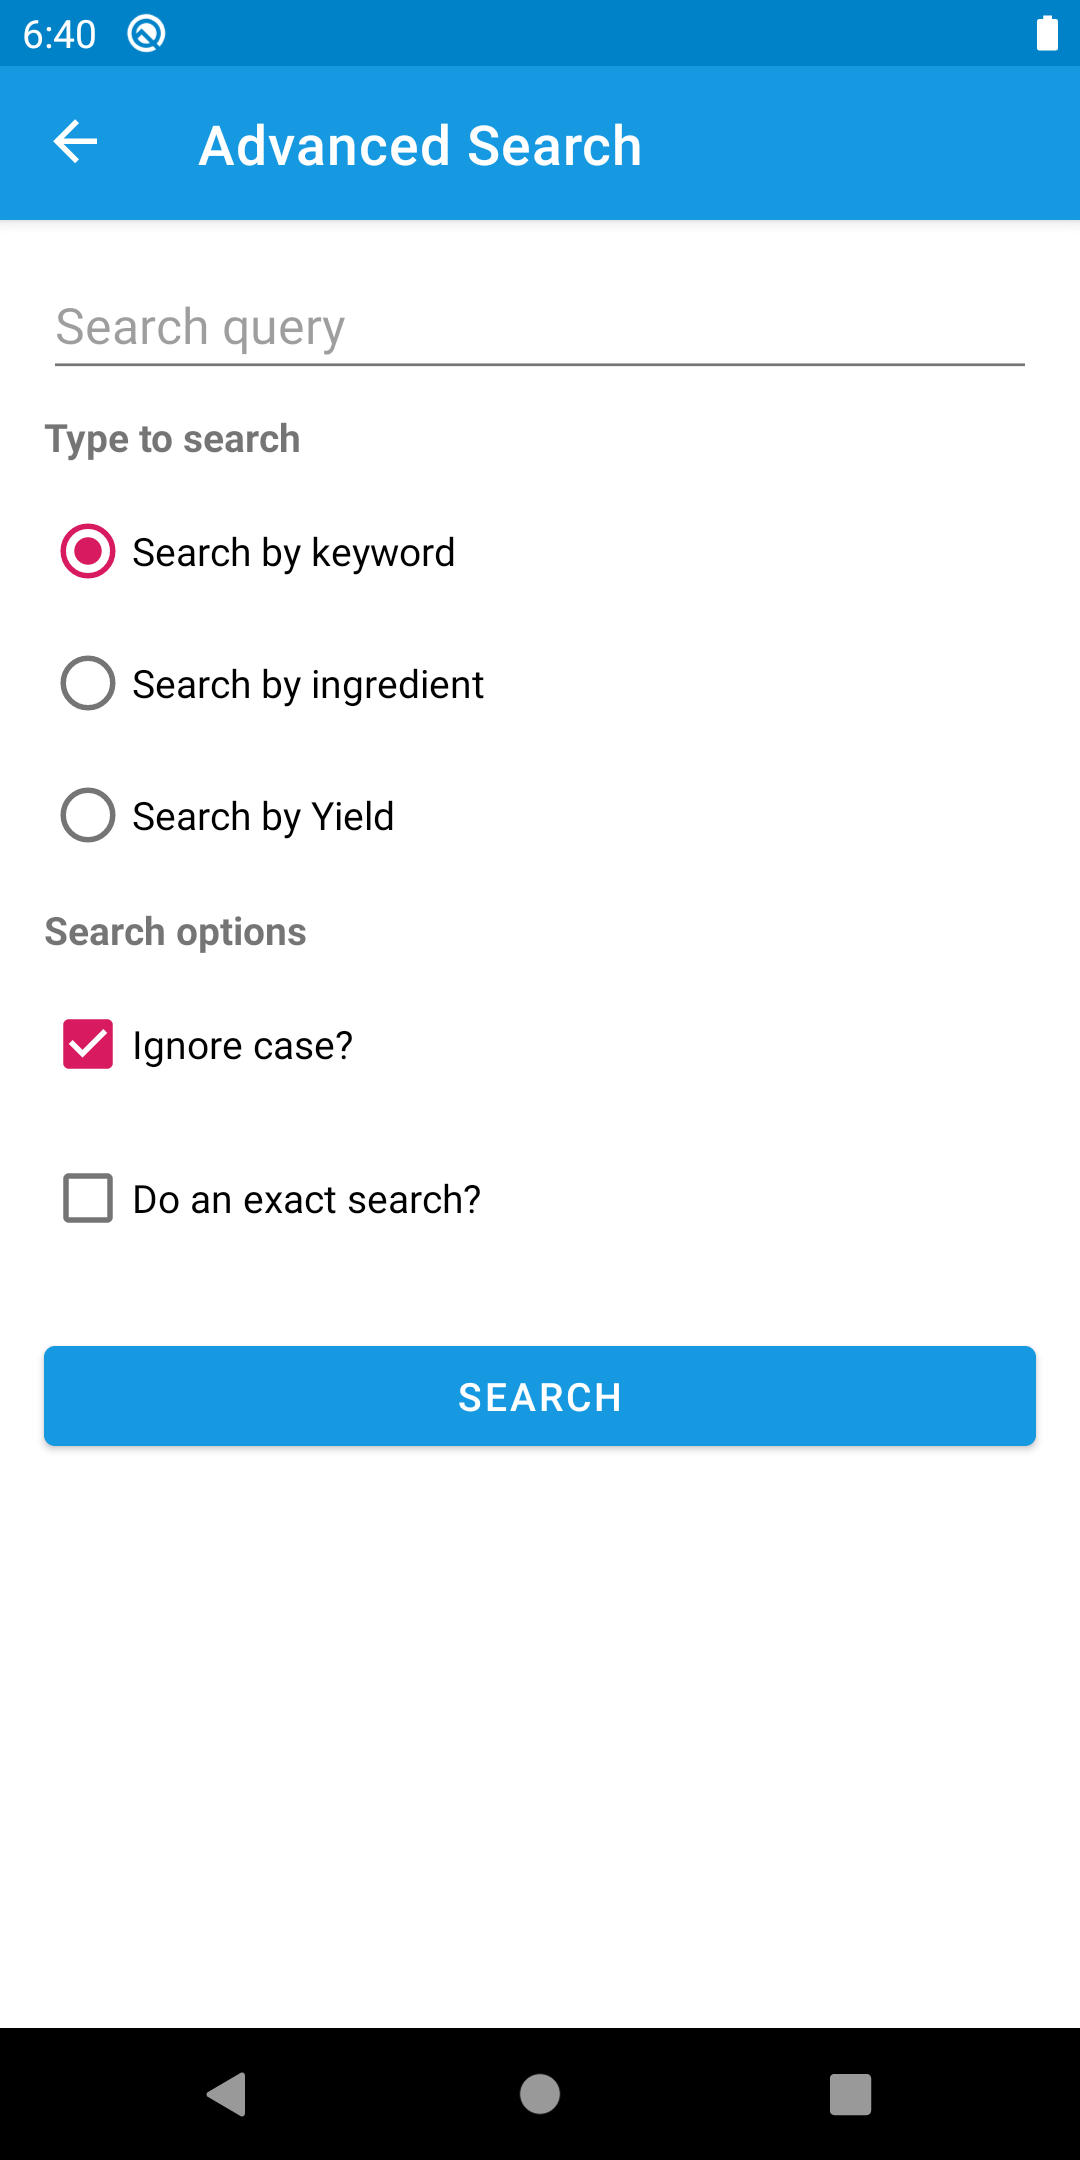 6:40
Advanced Search
Search query
Type to search
Search by keyword
Search by ingredient
Search by Yield
Search options
Ignore case?
Do an exact search?
SEARCH